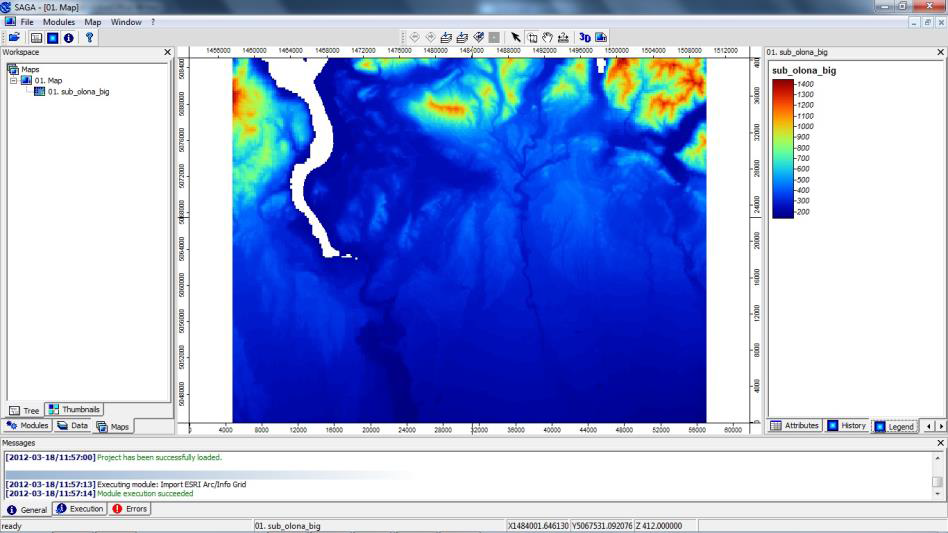 SAGA - [01. Map]
File Modules Map Window ?
3D
Workspace
Maps
01. Map
01. sub_olona_big
Tree Thumbnails
Modules Data Maps
1456000 1460000 1464000 1468000 1472000 1476000 1480000 1484000 1488000 1492000 1496000 1500000 1504000 1508000 1512000
5080000
5076000
5072000
5068000
5064000
5060000
5056000
5052000
5048000
36000
32000
28000
24000
20000
16000
12000
8000
4000
0 4000 8000 12000 16000 20000 24000 28000 32000 36000 40000 44000 48000 52000 56000 60000
01. sub_olona_big
sub_olona_big
1400
1300
1200
1100
1000
900
800
700
600
500
400
300
200
Attributes History Legend
Messages
[2012-03-18/11:57:00] Project has been successfully loaded.
[2012-03-18/11:57:13] Executing module: Import ESRI Arc/Info Grid
[2012-03-18/11:57:14] Module execution succeeded
General Execution Errors
ready 01. sub_olona_big X1484001.646130 Y5067531.092076 Z 412.000000